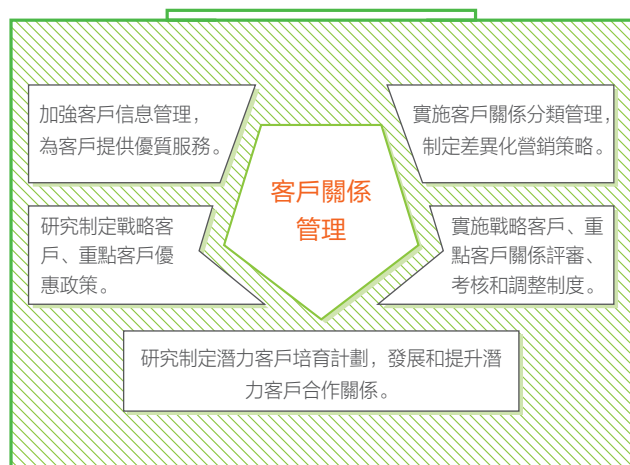 加強客戶信息管理，
為客戶提供優質服務。
實施客戶關係分類管理，
制定差異化營銷策略。
客戶關係
管理
研究制定戰略客
戶、重點客戶優
惠政策。
實施戰略客戶、重
點客戶關係評審、
考核和調整制度。
研究制定潛力客戶培育計劃，發展和提升潛
力客戶合作關係。